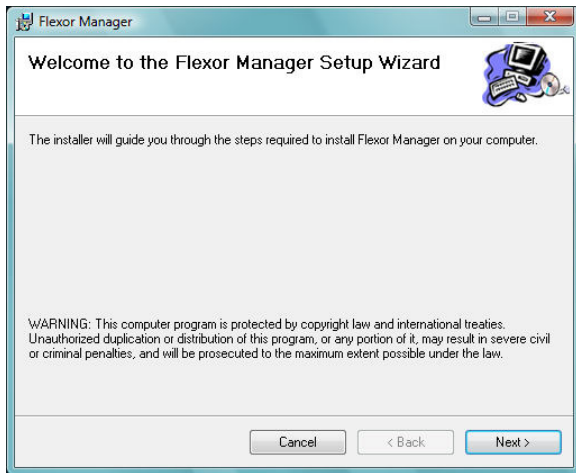 Flexor Manager
Welcome to the Flexor Manager Setup Wizard
The installer will guide you through the steps required to install Flexor Manager on your computer.
WARNING: This computer program is protected by copyright law and international treaties.
Unauthorized duplication or distribution of this program, or any portion of it, may result in severe civil
or criminal penalties, and will be prosecuted to the maximum extent possible under the law.
Cancel
< Back
Next >